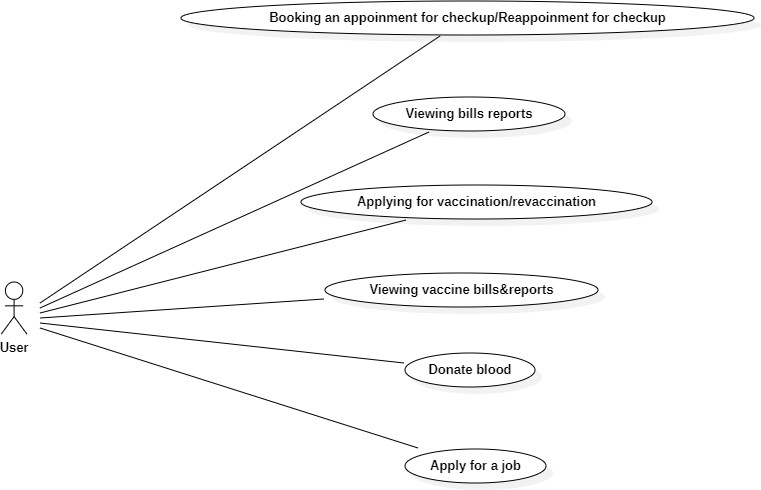 Booking an appoinment for checkup/Reappoinment for checkup
Viewing bills reports
Applying for vaccination/revaccination
Viewing vaccine bills&reports
User
Donate blood
Apply for a job